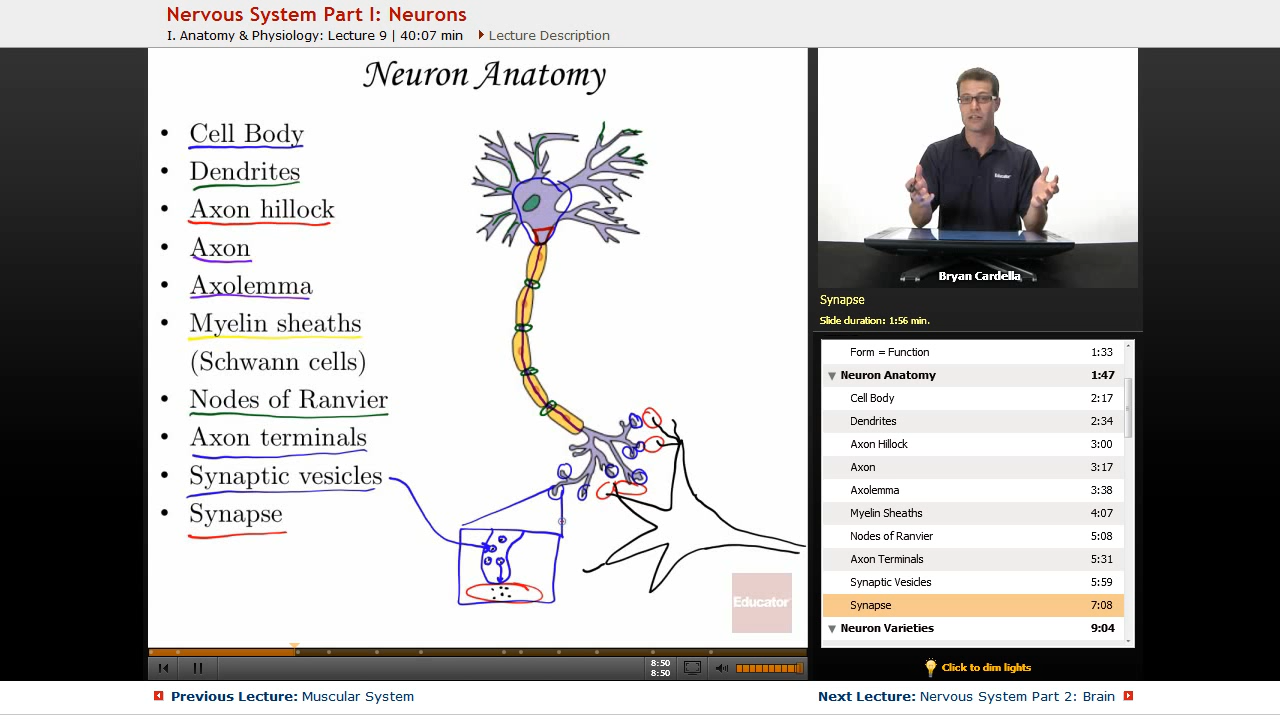 Nervous System Part I: Neurons
I. Anatomy & Physiology: Lecture 9 | 40:07 min Lecture Description
Neuron Anatomy
• Cell Body
• Dendrites
• Axon hillock
• Axon
• Axolemma
• Myelin sheaths
(Schwann cells)
• Nodes of Ranvier
• Axon terminals
• Synaptic vesicles
• Synapse
Educator
Educator
Bryan Cardella
Synapse
Slide duration: 1:56 min.
Form = Function 1:33
Neuron Anatomy 1:47
Cell Body 2:17
Dendrites 2:34
Axon Hillock 3:00
Axon 3:17
Axolemma 3:38
Myelin Sheaths 4:07
Nodes of Ranvier 5:08
Axon Terminals 5:31
Synaptic Vesicles 5:59
Synapse 7:08
Neuron Varieties 9:04
8:50
8:50
Click to dim lights
Previous Lecture: Muscular System
Next Lecture: Nervous System Part 2: Brain